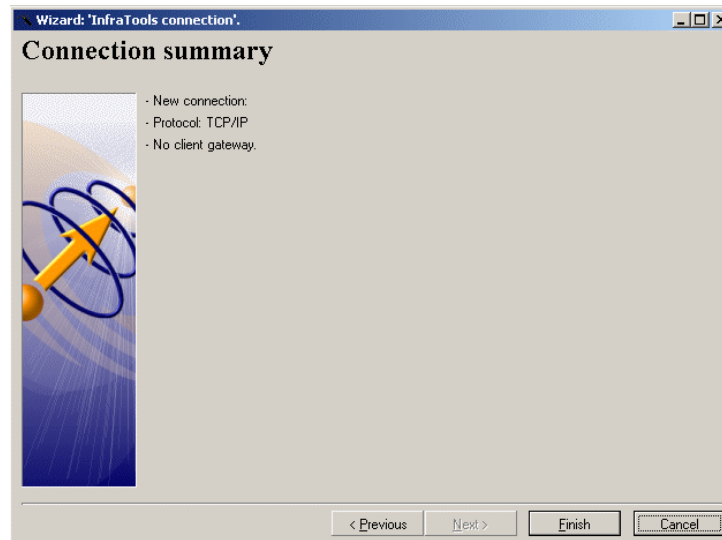 Wizard: 'InfraTools connection'.
Connection summary
- New connection:
- Protocol: TCP/IP
- No client gateway.
< Previous
Next >
Finish
Cancel